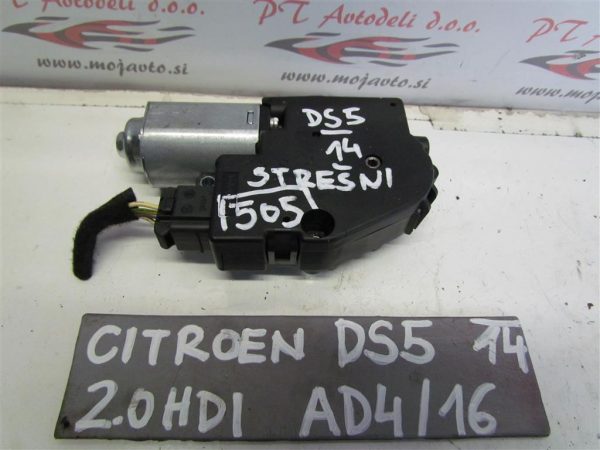 PT Avtodeli d.o.o.
www.mojavto.si
PT Avtodeli d.o.o.
www.mojavto.si
DS5
14
STREŠNI
1505
CITROEN DS5 14
2.0HDI AD4/16